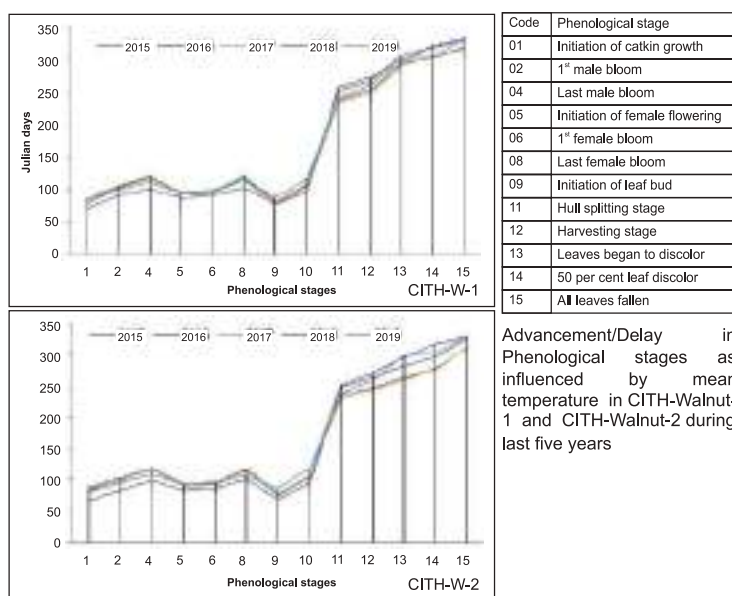 350
300
250
200
150
100
50
0
Julian days
2015 2016 2017 2018 2019
1 2 4 5 6 8 9 10 11 12 13 14 15
Phenological stages
CITH-W-1
350
300
250
200
150
100
50
0
2015 2016 2017 2018 2019
1 2 4 5 6 8 9 10 11 12 13 14 15
Phenological stages
CITH-W-2
Code Phenological stage
01 Initiation of catkin growth
02 1st male bloom
04 Last male bloom
05 Initiation of female flowering
06 1st female bloom
08 Last female bloom
09 Initiation of leaf bud
11 Hull splitting stage
12 Harvesting stage
13 Leaves began to discolor
14 50 per cent leaf discolor
15 All leaves fallen
Advancement/Delay in
Phenological stages as
influenced by mean
temperature in CITH-Walnut-
1 and CITH-Walnut-2 during
last five years